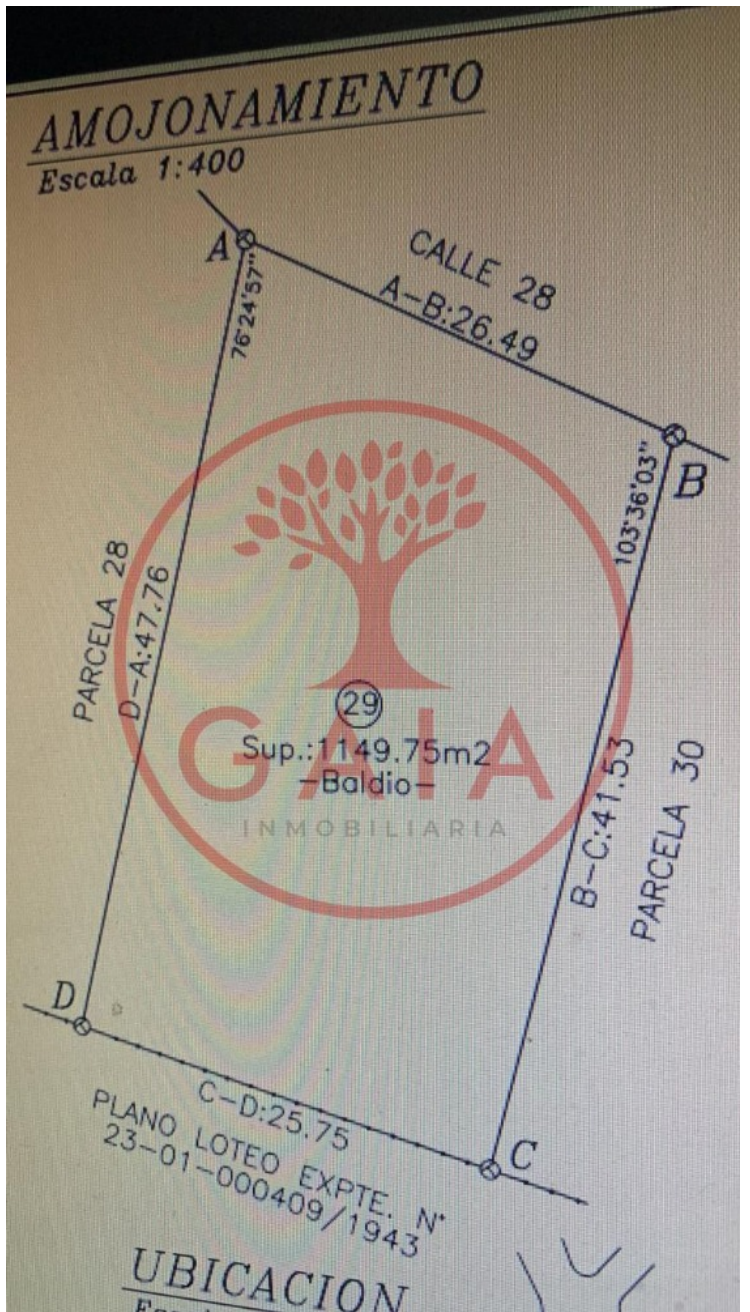 AMOJONAMIENTO
Escala 1:400
A
CALLE 28
A-B:26.49
76°24'57"
B
103°36'03"
PARCELA 28
D-A:47.76
29
GAIA
Sup.:1149.75m2
-Baldio-
INMOBILIARIA
B-C:41.53
PARCELA 30
D
C-D:25.75
C
PLANO LOTEO EXPTE. N°
23-01-000409/1943
UBICACION